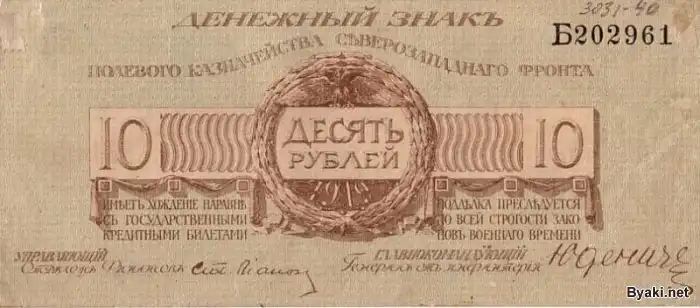 3031-40
ДЕНЕЖНЫЙ ЗНАКЪ
Б202961
ПОЛЕВОГО КАЗНАЧЕЙСТВА СѢВЕРОЗАПАДНАГО ФРОНТА
10
ДЕСЯТЬ
РУБЛЕЙ
1919
10
ИМѢЕТЪ ХОЖДЕНІЕ НАРАВНѢ
СЪ ГОСУДАРСТВЕННЫМИ
КРЕДИТНЫМИ БИЛЕТАМИ
ПОДДѢЛКА ПРЕСЛѢДУЕТСЯ
ПО ВСЕЙ СТРОГОСТИ ЗАКО
НОВЪ ВОЕННАГО ВРЕМЕНИ
УПРАВЛЯЮЩІЙ
ГЛАВНОКОМАНДУЮЩІЙ
Генералъ отъ инфантеріи
Юденичъ
Byaki.net